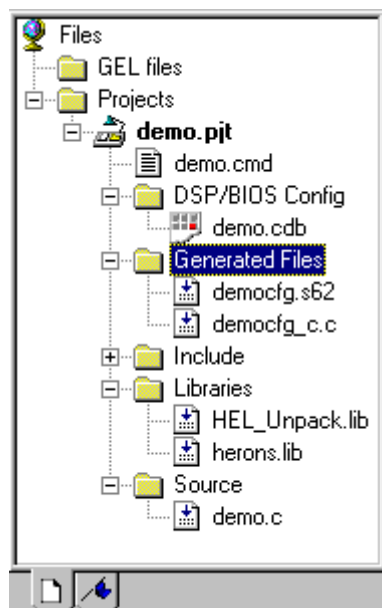 Files
GEL files
Projects
demo.pjt
demo.cmd
DSP/BIOS Config
demo.cdb
Generated Files
democfg.s62
democfg_c.c
Include
Libraries
HEL_Unpack.lib
herons.lib
Source
demo.c